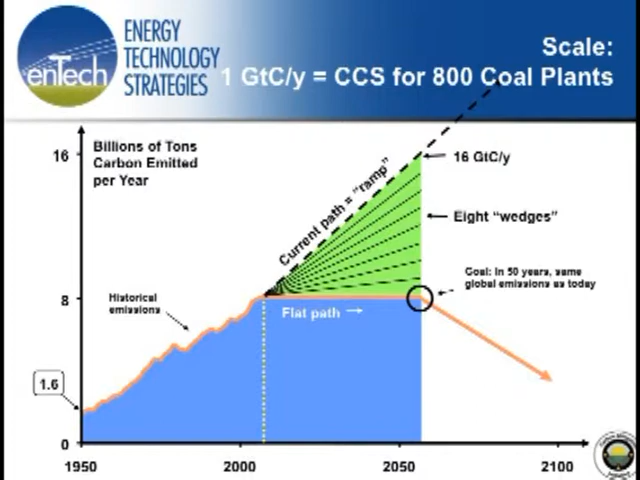 enTech
ENERGY
TECHNOLOGY
STRATEGIES
Scale:
1 GtC/y = CCS for 800 Coal Plants
Billions of Tons
Carbon Emitted
per Year
16
8
0
1.6
Historical
emissions
Current path = “ramp”
Flat path
16 GtC/y
Eight “wedges”
Goal: In 50 years, same
global emissions as today
1950
2000
2050
2100